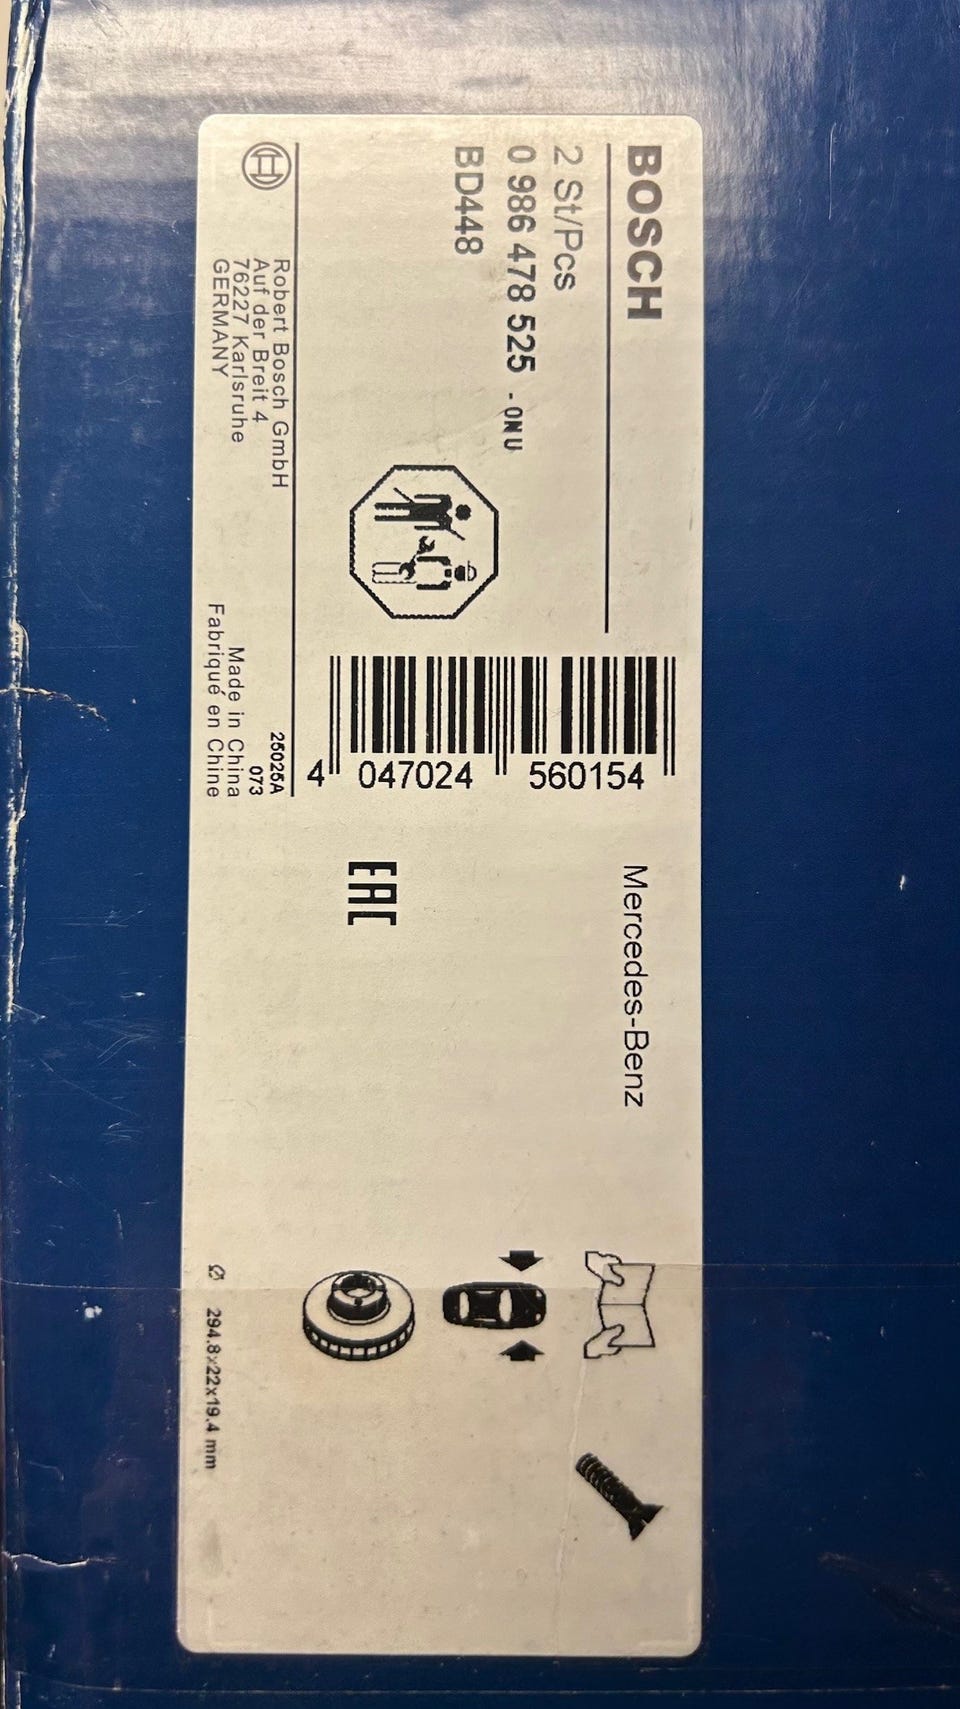 BOSCH
2 St/Pcs
0 986 478 525 - 0NU
BD448
4 047024 560154
Robert Bosch GmbH
Auf der Breit 4
76227 Karlsruhe
GERMANY
25025A
073
Made in China
Fabriqué en Chine
Mercedes-Benz
EAC
Ø 294.8x22x19.4 mm